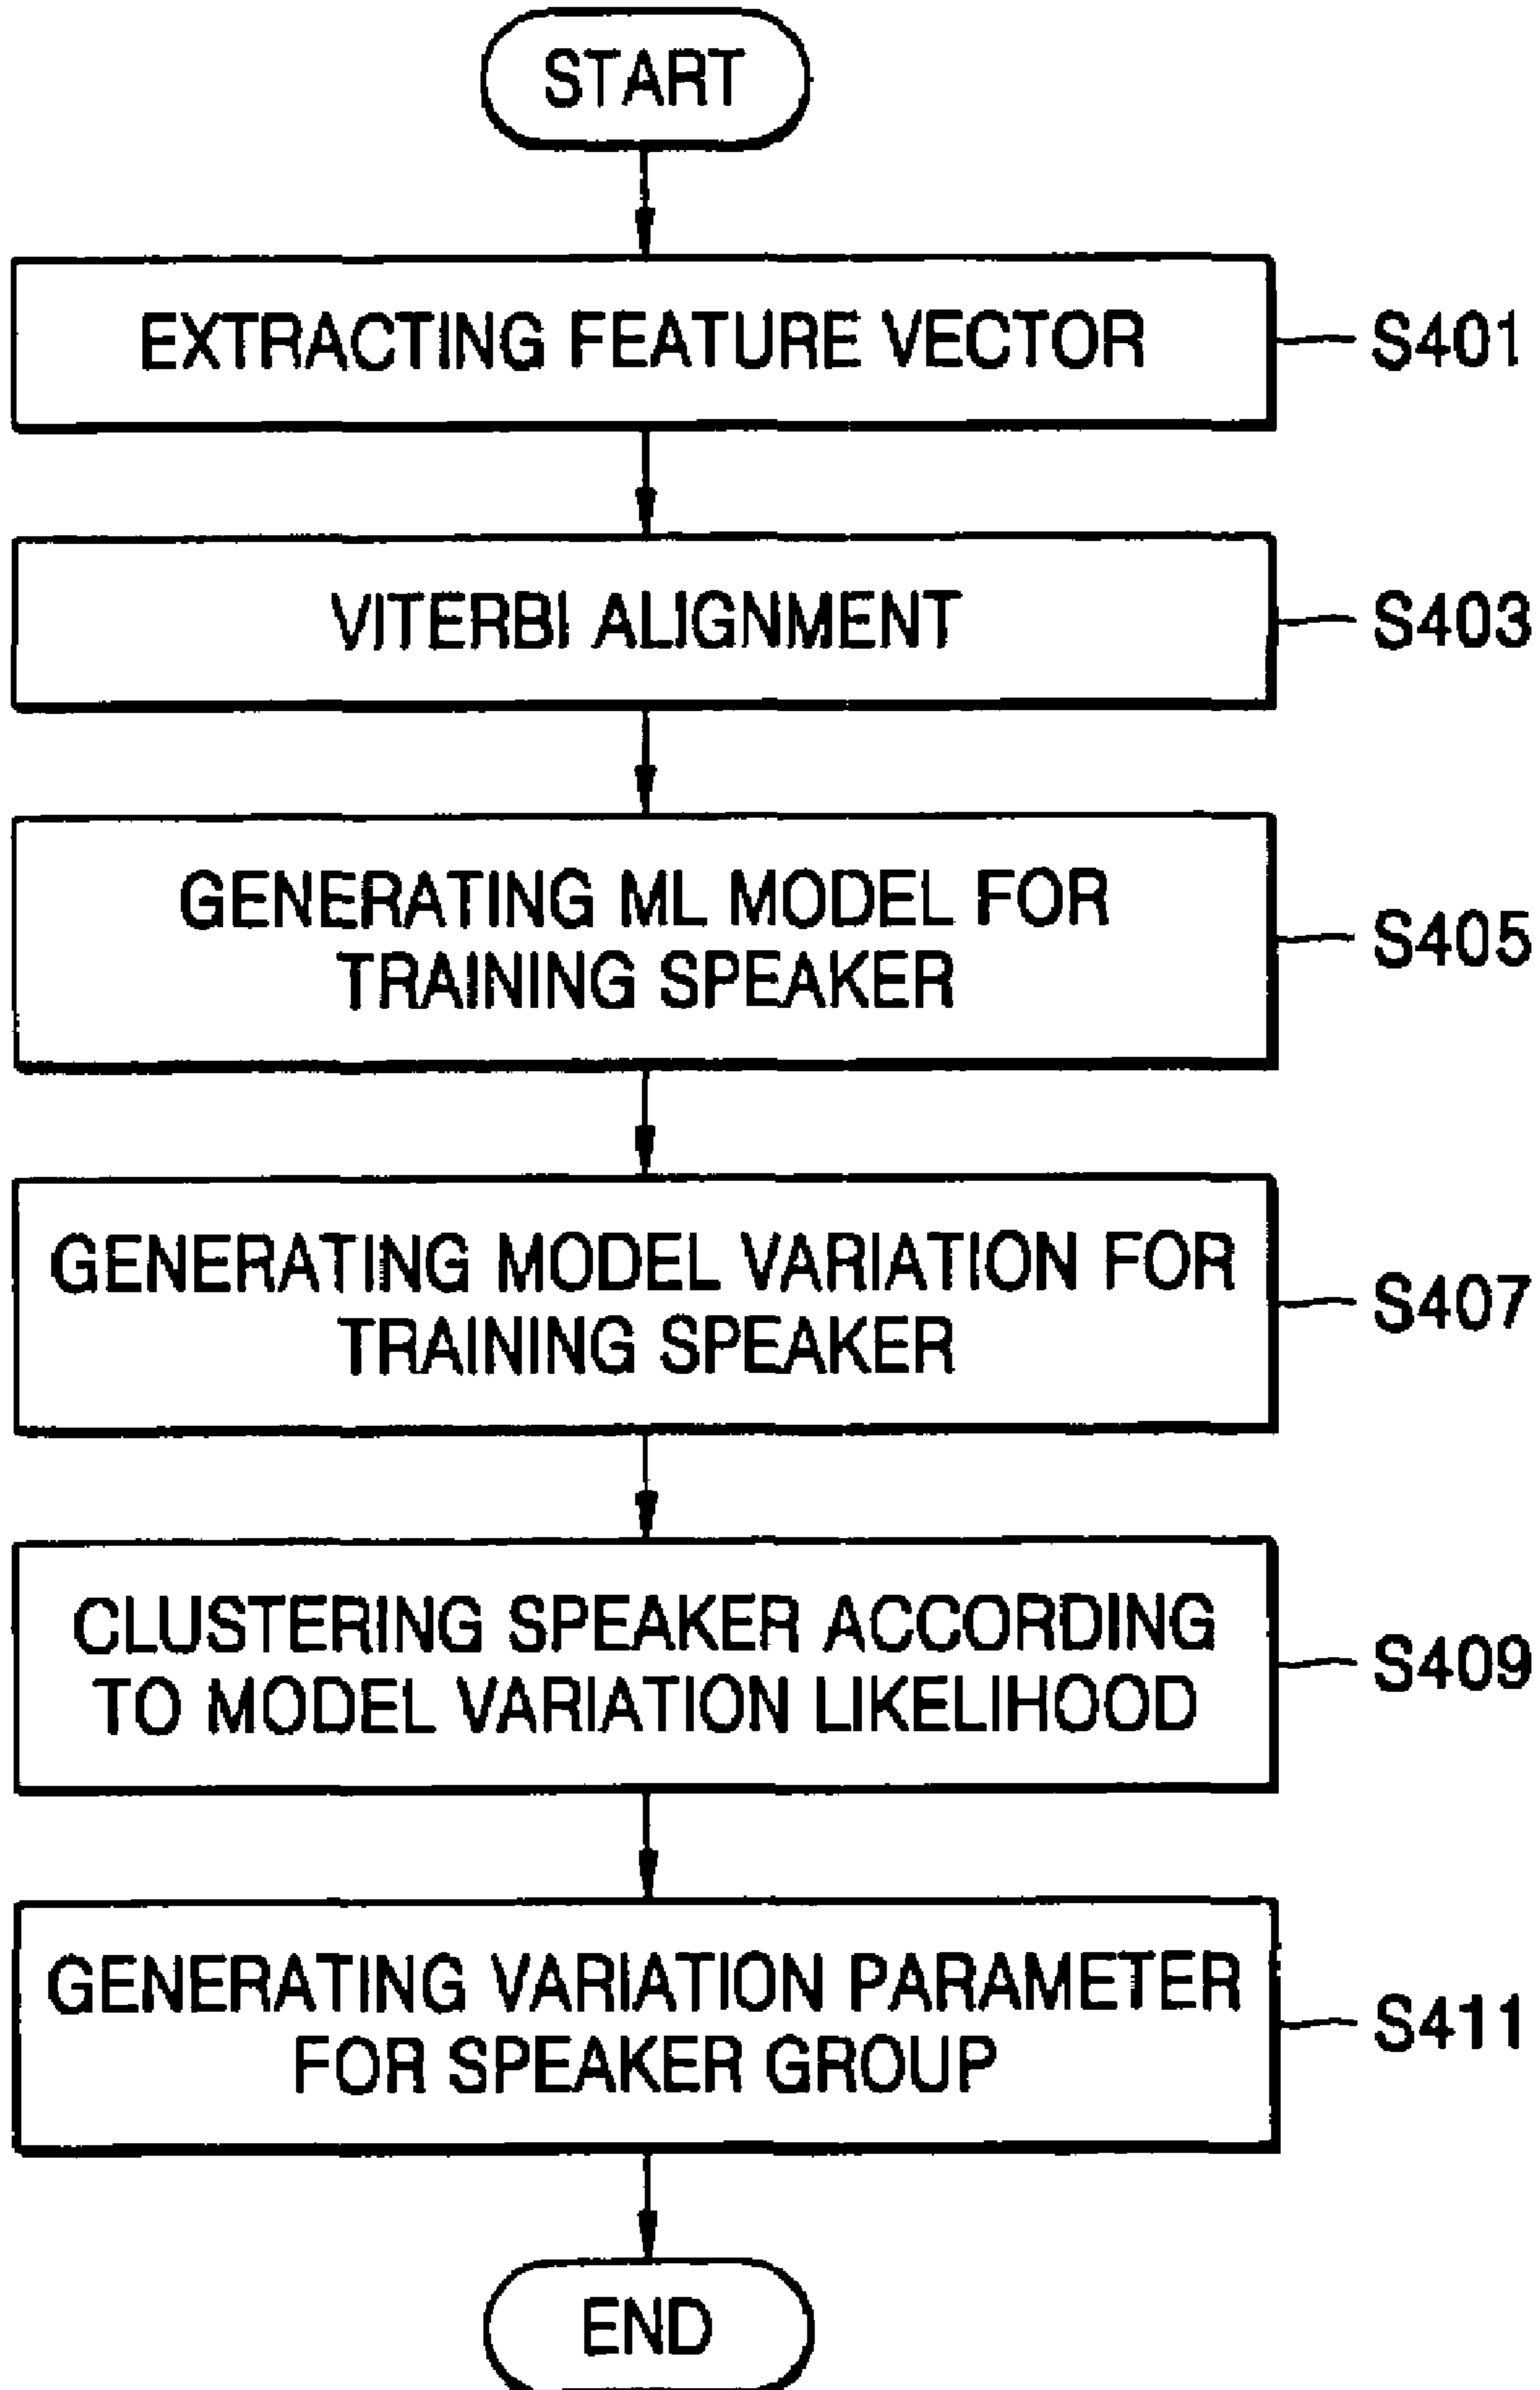 START
EXTRACTING FEATURE VECTOR
S401
VITERBI ALIGNMENT
S403
GENERATING ML MODEL FOR
TRAINING SPEAKER
S405
GENERATING MODEL VARIATION FOR
TRAINING SPEAKER
S407
CLUSTERING SPEAKER ACCORDING
TO MODEL VARIATION LIKELIHOOD
S409
GENERATING VARIATION PARAMETER
FOR SPEAKER GROUP
S411
END